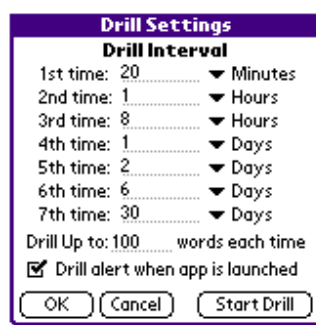 Drill Settings
Drill Interval
1st time: 20 Minutes
2nd time: 1 Hours
3rd time: 8 Hours
4th time: 1 Days
5th time: 2 Days
6th time: 6 Days
7th time: 30 Days
Drill Up to: 100 words each time
Drill alert when app is launched
OK Cancel Start Drill